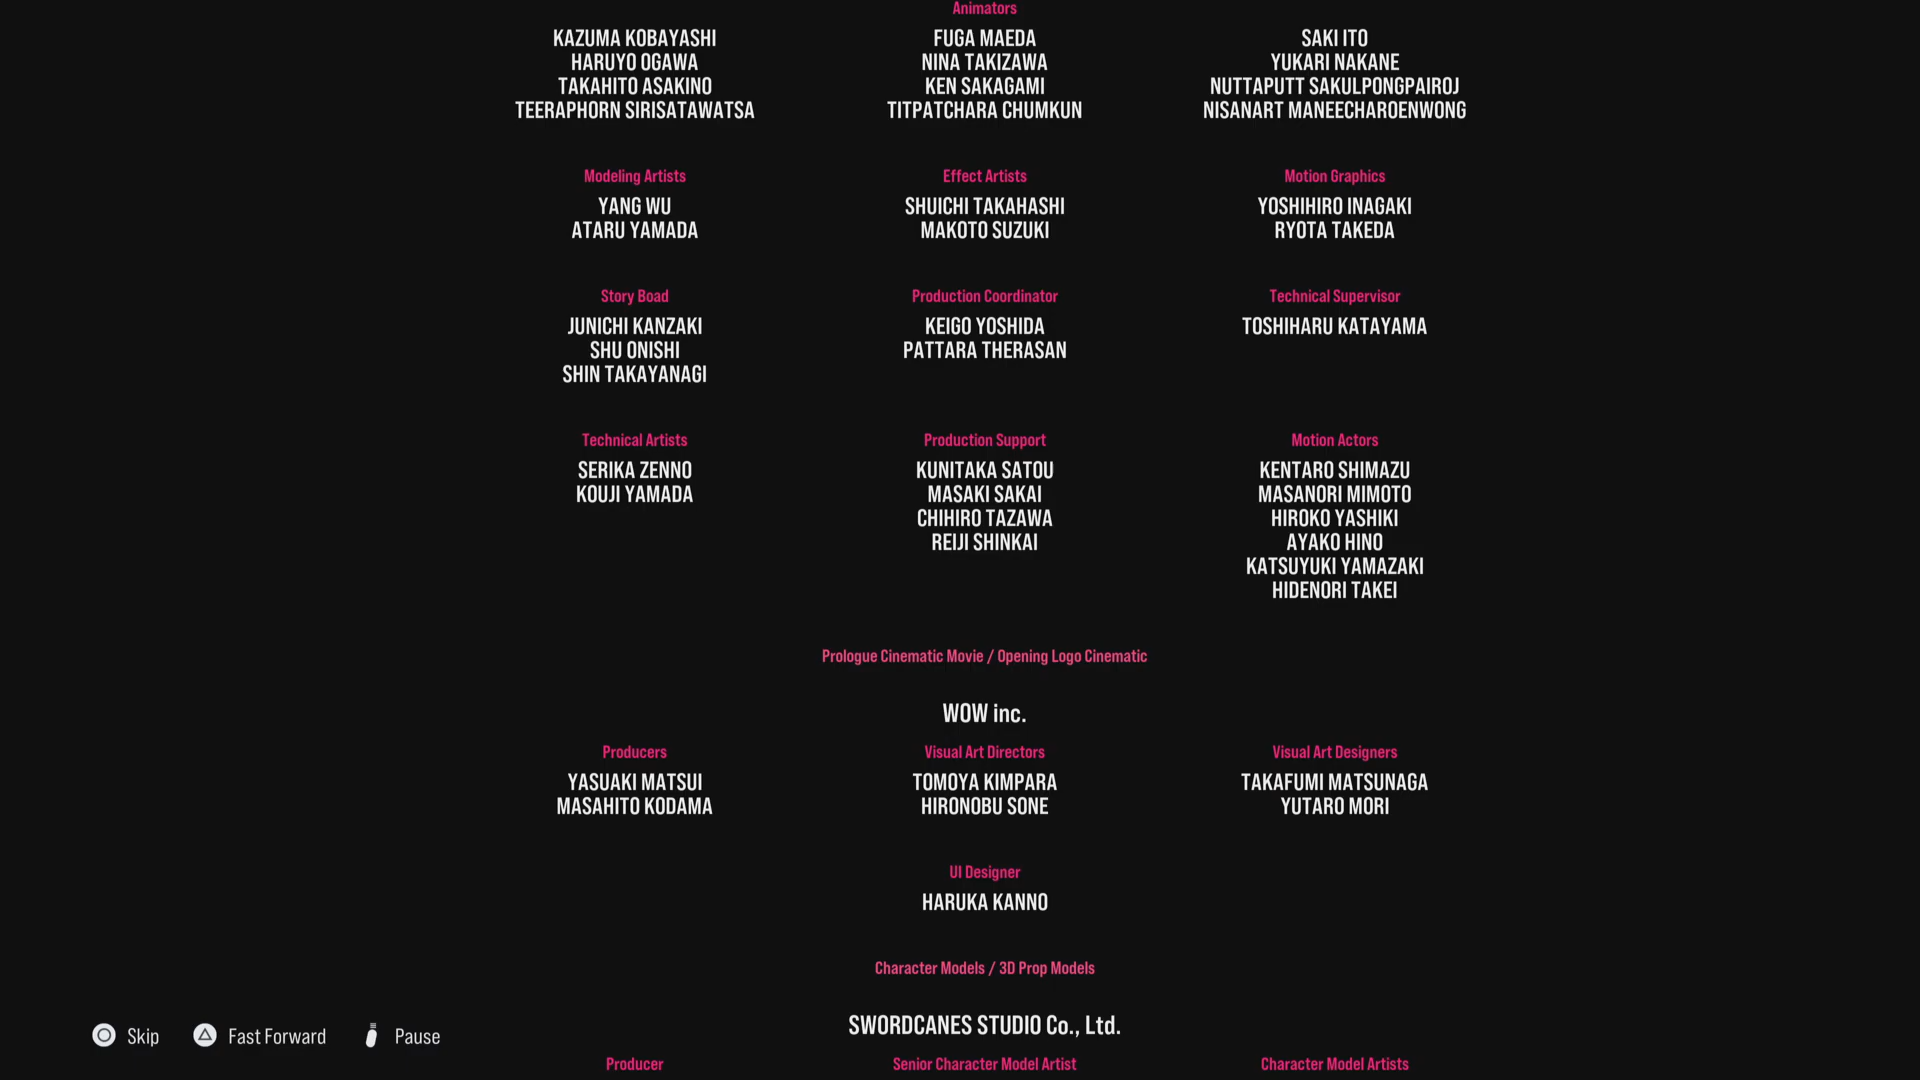 Animators
KAZUMA KOBAYASHI FUGA MAEDA SAKI ITO
HARUYO OGAWA NINA TAKIZAWA YUKARI NAKANE
TAKAHITO ASAKINO KEN SAKAGAMI NUTTAPUTT SAKULPONGPAIROJ
TEERAPHORN SIRISATAWATSA TITPATCHARA CHUMKUN NISANART MANEECHAROENWONG
Modeling Artists Effect Artists Motion Graphics
YANG WU SHUICHI TAKAHASHI YOSHIHIRO INAGAKI
ATARU YAMADA MAKOTO SUZUKI RYOTA TAKEDA
Story Boad Production Coordinator Technical Supervisor
JUNICHI KANZAKI KEIGO YOSHIDA TOSHIHARU KATAYAMA
SHU ONISHI PATTARA THERASAN
SHIN TAKAYANAGI
Technical Artists Production Support Motion Actors
SERIKA ZENNO KUNITAKA SATOU KENTARO SHIMAZU
KOUJI YAMADA MASAKI SAKAI MASANORI MIMOTO
CHIHIRO TAZAWA HIROKO YASHIKI
REIJI SHINKAI AYAKO HINO
KATSUYUKI YAMAZAKI
HIDENORI TAKEI
Prologue Cinematic Movie / Opening Logo Cinematic
WOW inc.
Producers Visual Art Directors Visual Art Designers
YASUAKI MATSUI TOMOYA KIMPARA TAKAFUMI MATSUNAGA
MASAHITO KODAMA HIRONOBU SONE YUTARO MORI
UI Designer
HARUKA KANNO
Character Models / 3D Prop Models
SWORDCANES STUDIO Co., Ltd.
Skip Fast Forward Pause
Producer Senior Character Model Artist Character Model Artists